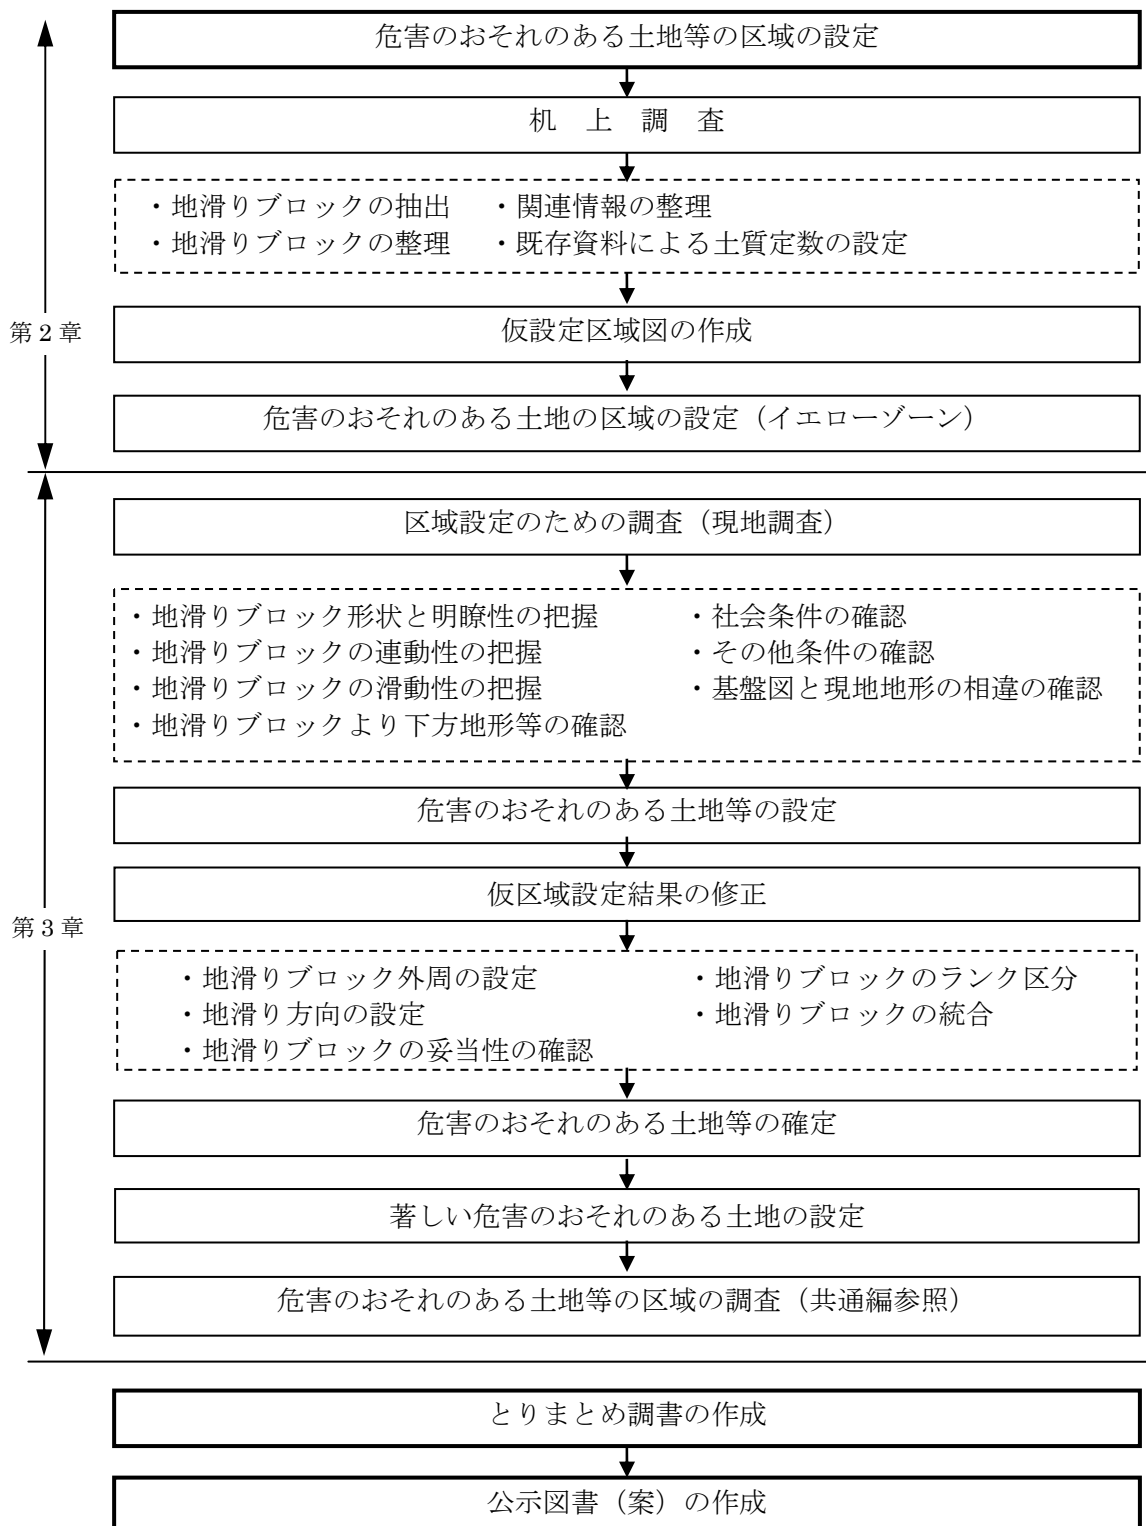 危害のおそれのある土地等の区域の設定
机 上 調 査
・地滑りブロックの抽出 ・関連情報の整理
・地滑りブロックの整理 ・既存資料による土質定数の設定
第2章
仮設定区域図の作成
危害のおそれのある土地の区域の設定（イエローゾーン）
区域設定のための調査（現地調査）
・地滑りブロック形状と明瞭性の把握 ・社会条件の確認
・地滑りブロックの連動性の把握 ・その他条件の確認
・地滑りブロックの滑動性の把握 ・基盤図と現地地形の相違の確認
・地滑りブロックより下方地形等の確認
危害のおそれのある土地等の設定
仮区域設定結果の修正
第3章
・地滑りブロック外周の設定 ・地滑りブロックのランク区分
・地滑り方向の設定 ・地滑りブロックの統合
・地滑りブロックの妥当性の確認
危害のおそれのある土地等の確定
著しい危害のおそれのある土地の設定
危害のおそれのある土地等の区域の調査（共通編参照）
とりまとめ調書の作成
公示図書（案）の作成